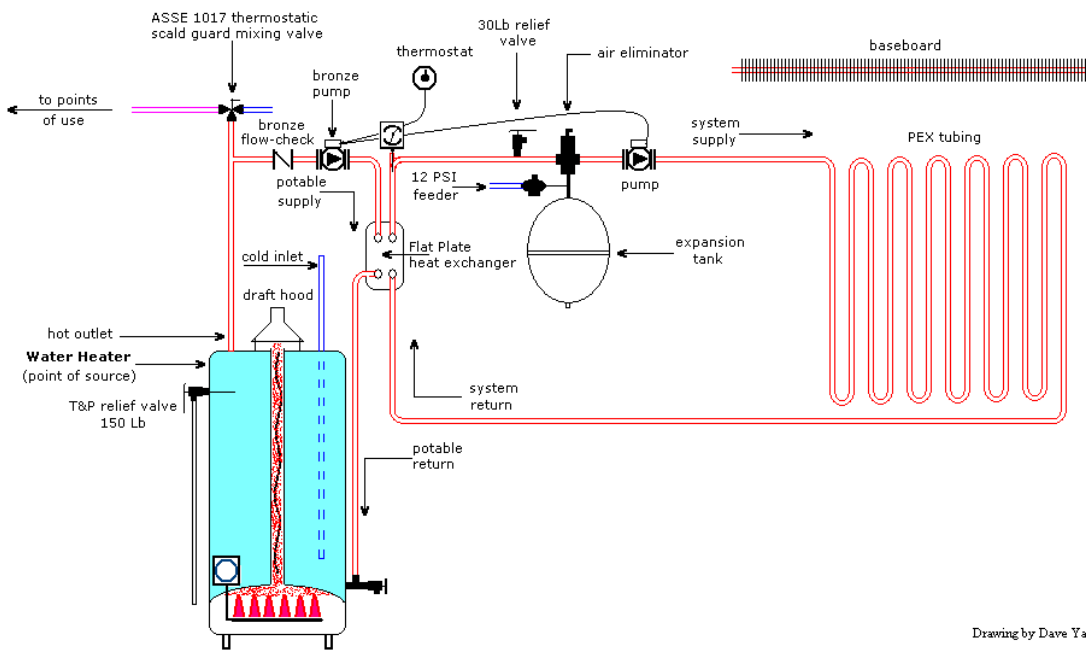 ASSE 1017 thermostatic
scald guard mixing valve
thermostat
30Lb relief
valve
air eliminator
baseboard
bronze
pump
to points
of use
bronze
flow-check
system
supply
PEX tubing
potable
supply
12 PSI
feeder
pump
cold inlet
Flat Plate
heat exchanger
expansion
tank
draft hood
hot outlet
Water Heater
(point of source)
T&P relief valve
150 Lb
system
return
potable
return
Drawing by Dave Ya